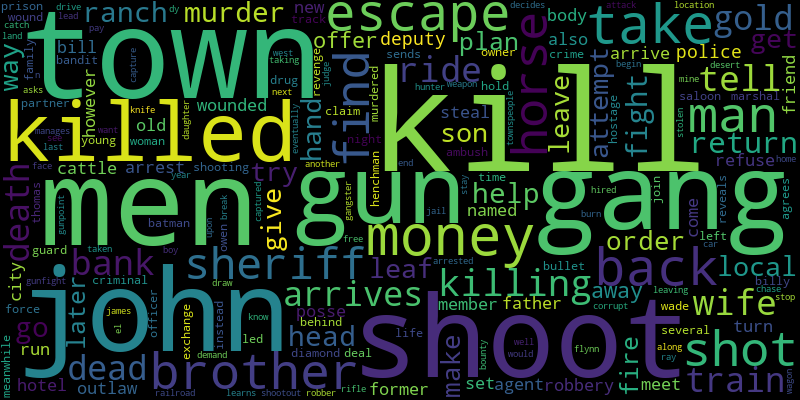 prison
wound
drive
dy
lead
ranch
murder
escape
new
track
pay
catch
land
way
family
asks
n
town
bill
bandit
west
taking
capture
judge
revenge
drug
next
offer
deputy
plan
sends
owner
take
body
also
crime
arrive
police
attack
location
decides
gold
get
begin
desert
mine
tell
friend
however
partner
killed
wounded
hand
find
murdered
claim
ride
kill
hunter
weapon
hold
steal
son
horse
townspeople
leave
attempt
hostage
fight
saloon
marshal
man
stolen
return
manages
see
last
young
old
woman
knife
want
daughter
eventually
night
ambush
henchman
end
cattle
arrest
shooting
try
another
face
year
death
thomas
gunpoint
men
batman
upon
owen
break
captured
give
gun
gangster
stay
time
help
named
jail
gang
hired
burn
join
refuse
home
come
reveals
agrees
guard
taken
boy
city
bank
sheriff
free
money
leaf
arrested
bullet
order
left
car
back
local
billy
chase
stop
leaving
force
criminal
officer
draw
posse
arrives
killing
member
father
away
wife
corrupt
go
later
john
james
el
exchange
instead
know
led
behind
head
life
shoot
wade
several
turn
along
ray
shot
run
meanwhile
hotel
outlaw
dead
brother
demand
diamond
deal
make
well
would
bounty
flynn
fire
meet
train
wagon
railroad
learns
shootout
robber
rifle
former
set
agent
robbery